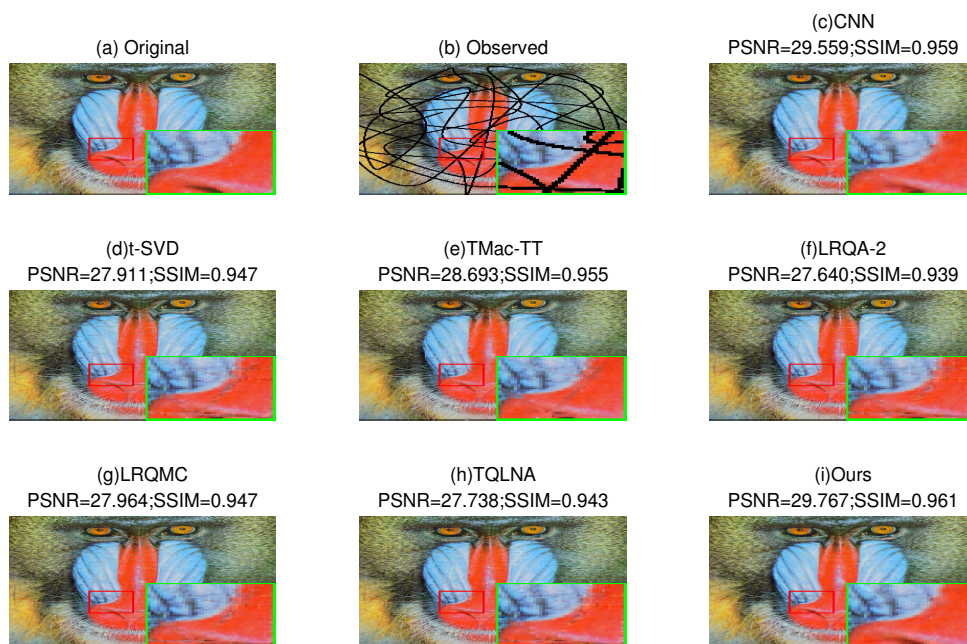 (a) Original
(b) Observed
(c)CNN
PSNR=29.559;SSIM=0.959
(d)t-SVD
PSNR=27.911;SSIM=0.947
(e)TMac-TT
PSNR=28.693;SSIM=0.955
(f)LRQA-2
PSNR=27.640;SSIM=0.939
(g)LRQMC
PSNR=27.964;SSIM=0.947
(h)TQLNA
PSNR=27.738;SSIM=0.943
(i)Ours
PSNR=29.767;SSIM=0.961